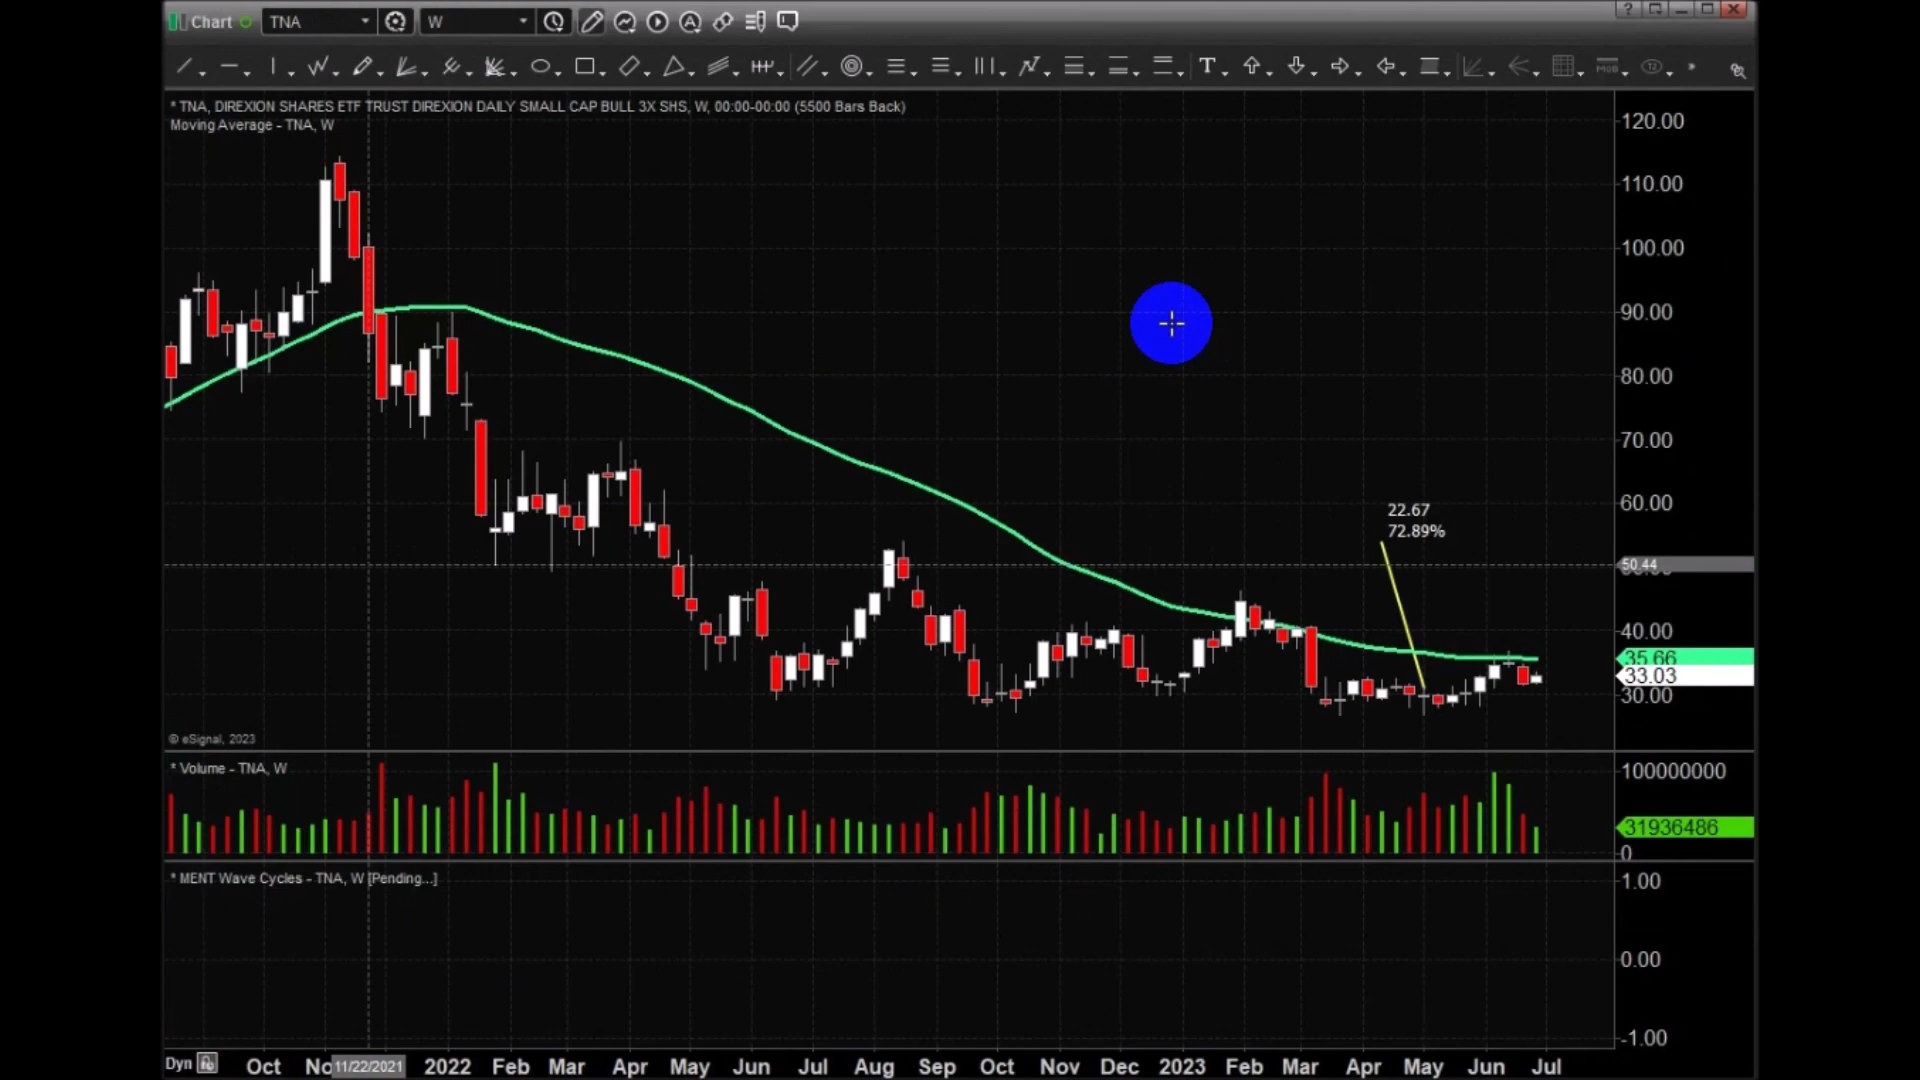 Chart TNA W
* TNA, DIREXION SHARES ETF TRUST DIREXION DAILY SMALL CAP BULL 3X SHS, W, 00:00-00:00 (5500 Bars Back)
Moving Average - TNA, W
120.00
110.00
100.00
90.00
80.00
70.00
60.00
22.67
72.89%
50.44
40.00
35.66
33.03
30.00
© eSignal, 2023
* Volume - TNA, W
100000000
31936486
0
* MENT Wave Cycles - TNA, W [Pending...]
1.00
0.00
-1.00
Dyn Oct No 11/22/2021 2022 Feb Mar Apr May Jun Jul Aug Sep Oct Nov Dec 2023 Feb Mar Apr May Jun Jul